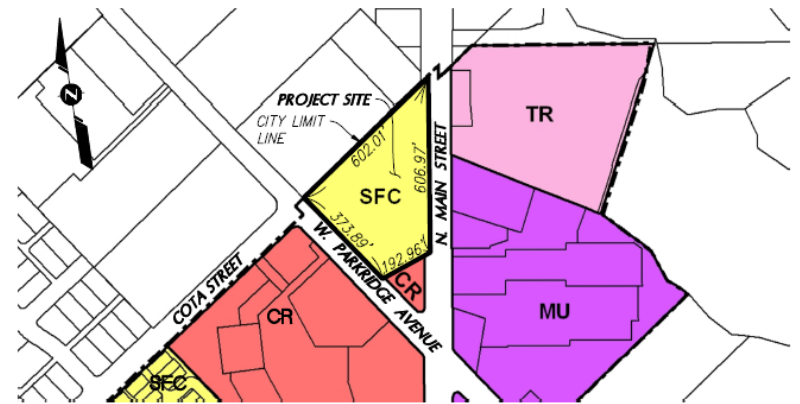 N
PROJECT SITE
CITY LIMIT
LINE
602.01'
606.97'
373.89'
192.96'
SFC
TR
N. MAIN STREET
W. PARKRIDGE AVENUE
COTA STREET
CR
CR
MU
SFC